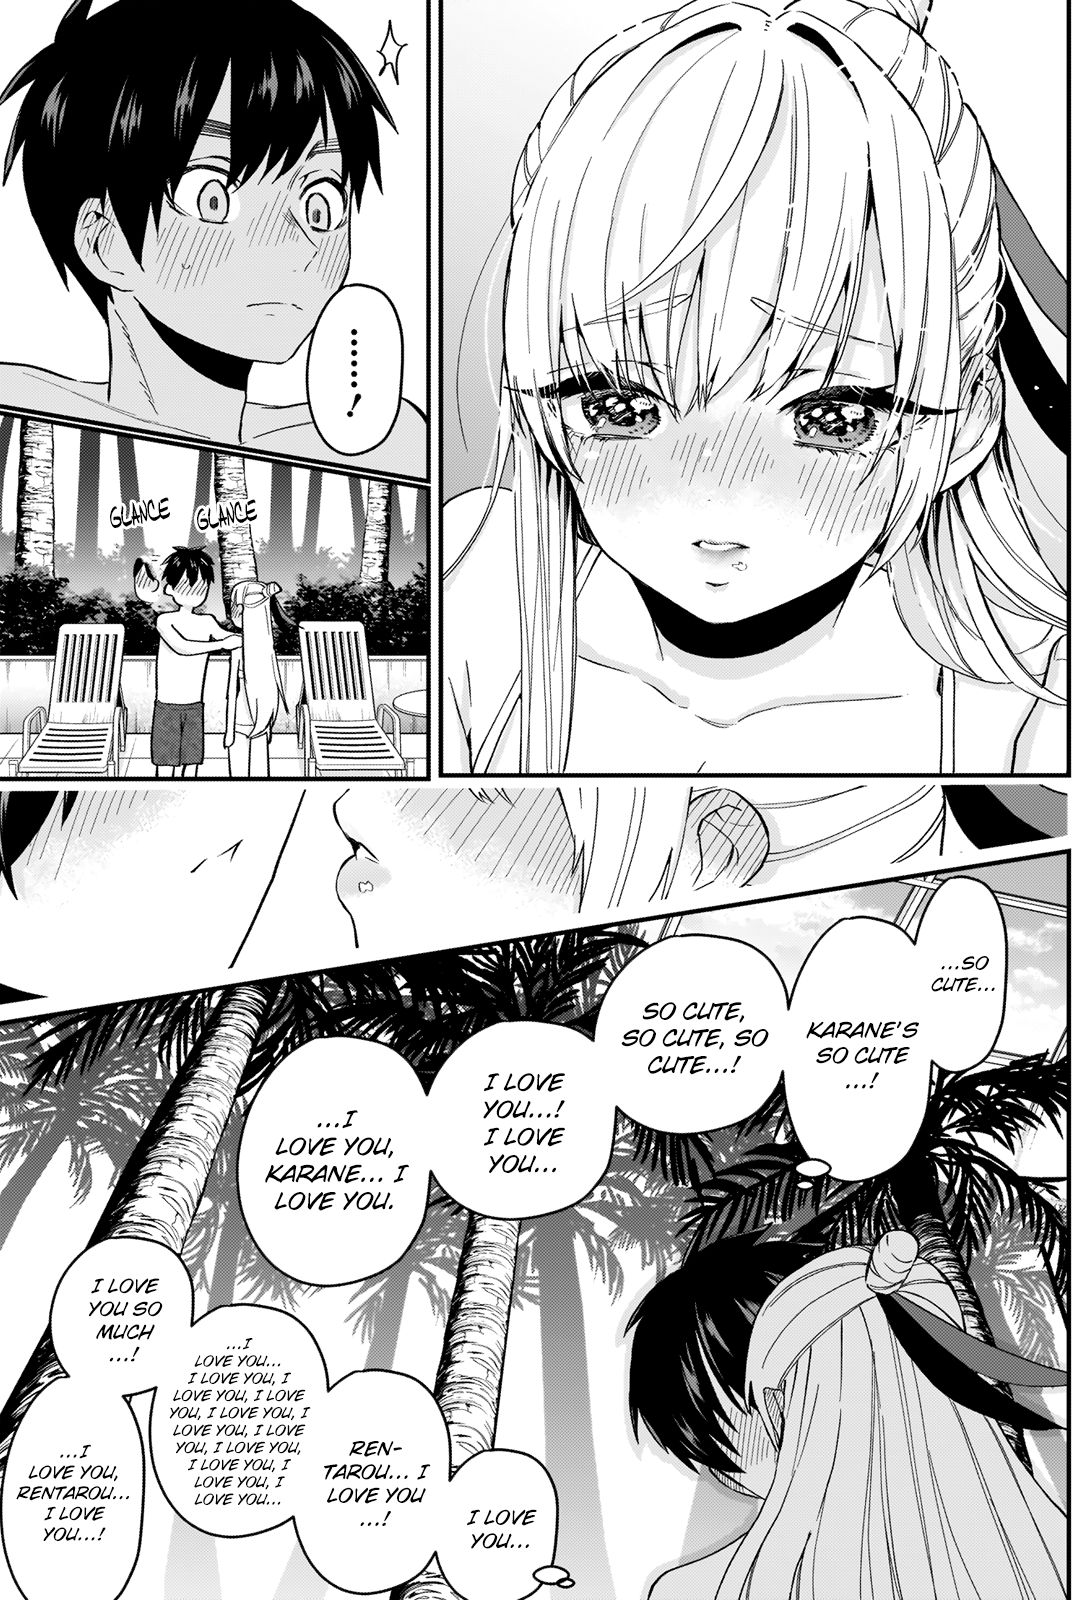 ......!
GLANCE
GLANCE
...SO
CUTE...
KARANE'S
SO CUTE
...!
SO CUTE,
SO CUTE, SO
CUTE...!
I LOVE
YOU...!
I LOVE
YOU...
...I
LOVE YOU,
KARANE... I
LOVE YOU.
I LOVE
YOU...
REN-
TAROU... I
LOVE YOU
...!
...I
LOVE YOU...
I LOVE YOU, I
LOVE YOU, I LOVE
YOU, I LOVE YOU, I
LOVE YOU, I LOVE
YOU, I LOVE YOU,
I LOVE YOU, I
LOVE YOU, I
LOVE YOU...
I LOVE
YOU SO
MUCH
...!
...I
LOVE YOU,
RENTAROU...
I LOVE
YOU...!